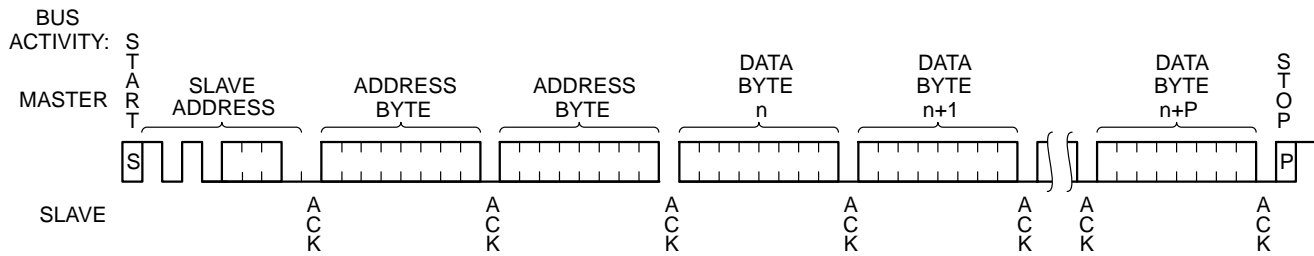 BUS
ACTIVITY:
MASTER
START
SLAVE
ADDRESS
ADDRESS
BYTE
ADDRESS
BYTE
DATA
BYTE
n
DATA
BYTE
n+1
DATA
BYTE
n+P
STOP
S
P
SLAVE
ACK
ACK
ACK
ACK
ACK
ACK
ACK